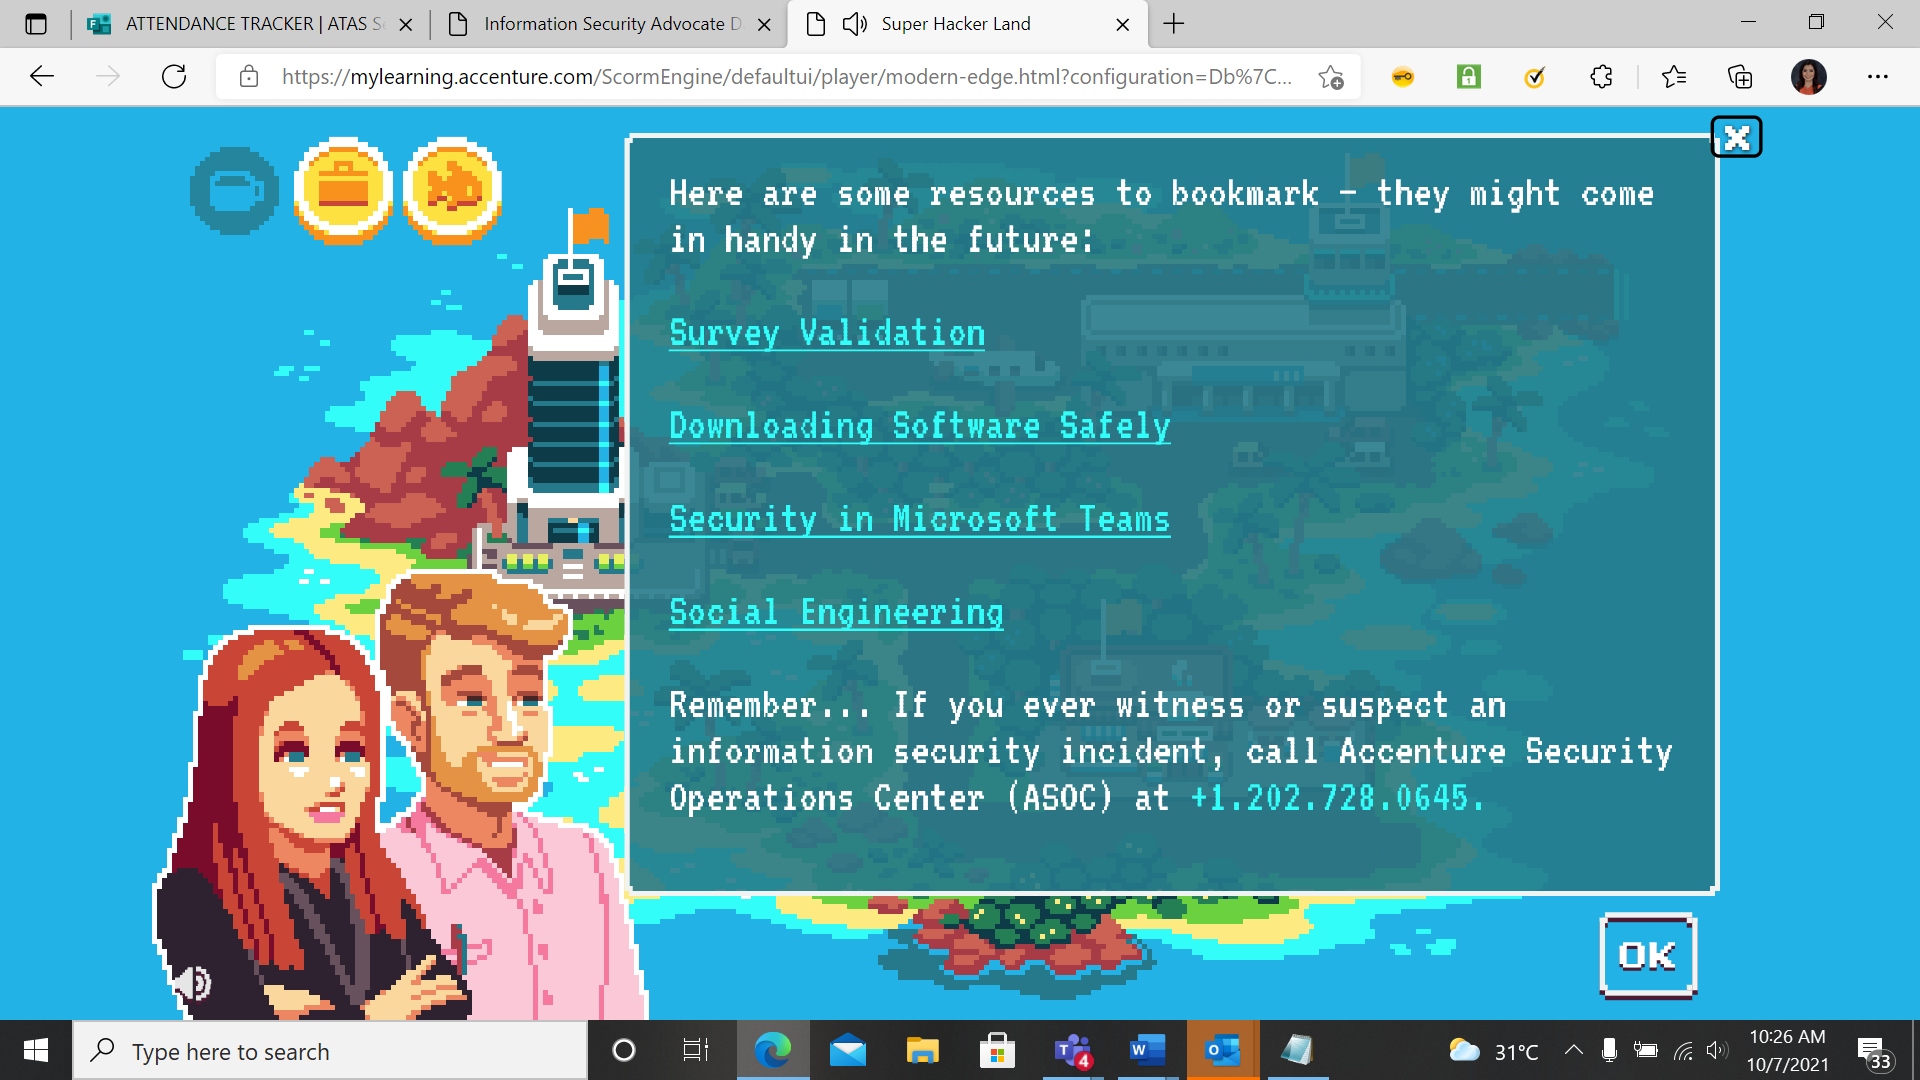 ATTENDANCE TRACKER | ATAS Se
Information Security Advocate D
Super Hacker Land
https://mylearning.accenture.com/ScormEngine/defaultui/player/modern-edge.html?configuration=Db%7C...
Here are some resources to bookmark – they might come
in handy in the future:
Survey Validation
Downloading Software Safely
Security in Microsoft Teams
Social Engineering
Remember... If you ever witness or suspect an
information security incident, call Accenture Security
Operations Center (ASOC) at +1.202.728.0645.
OK
Type here to search
4
31°C
10:26 AM
10/7/2021
33